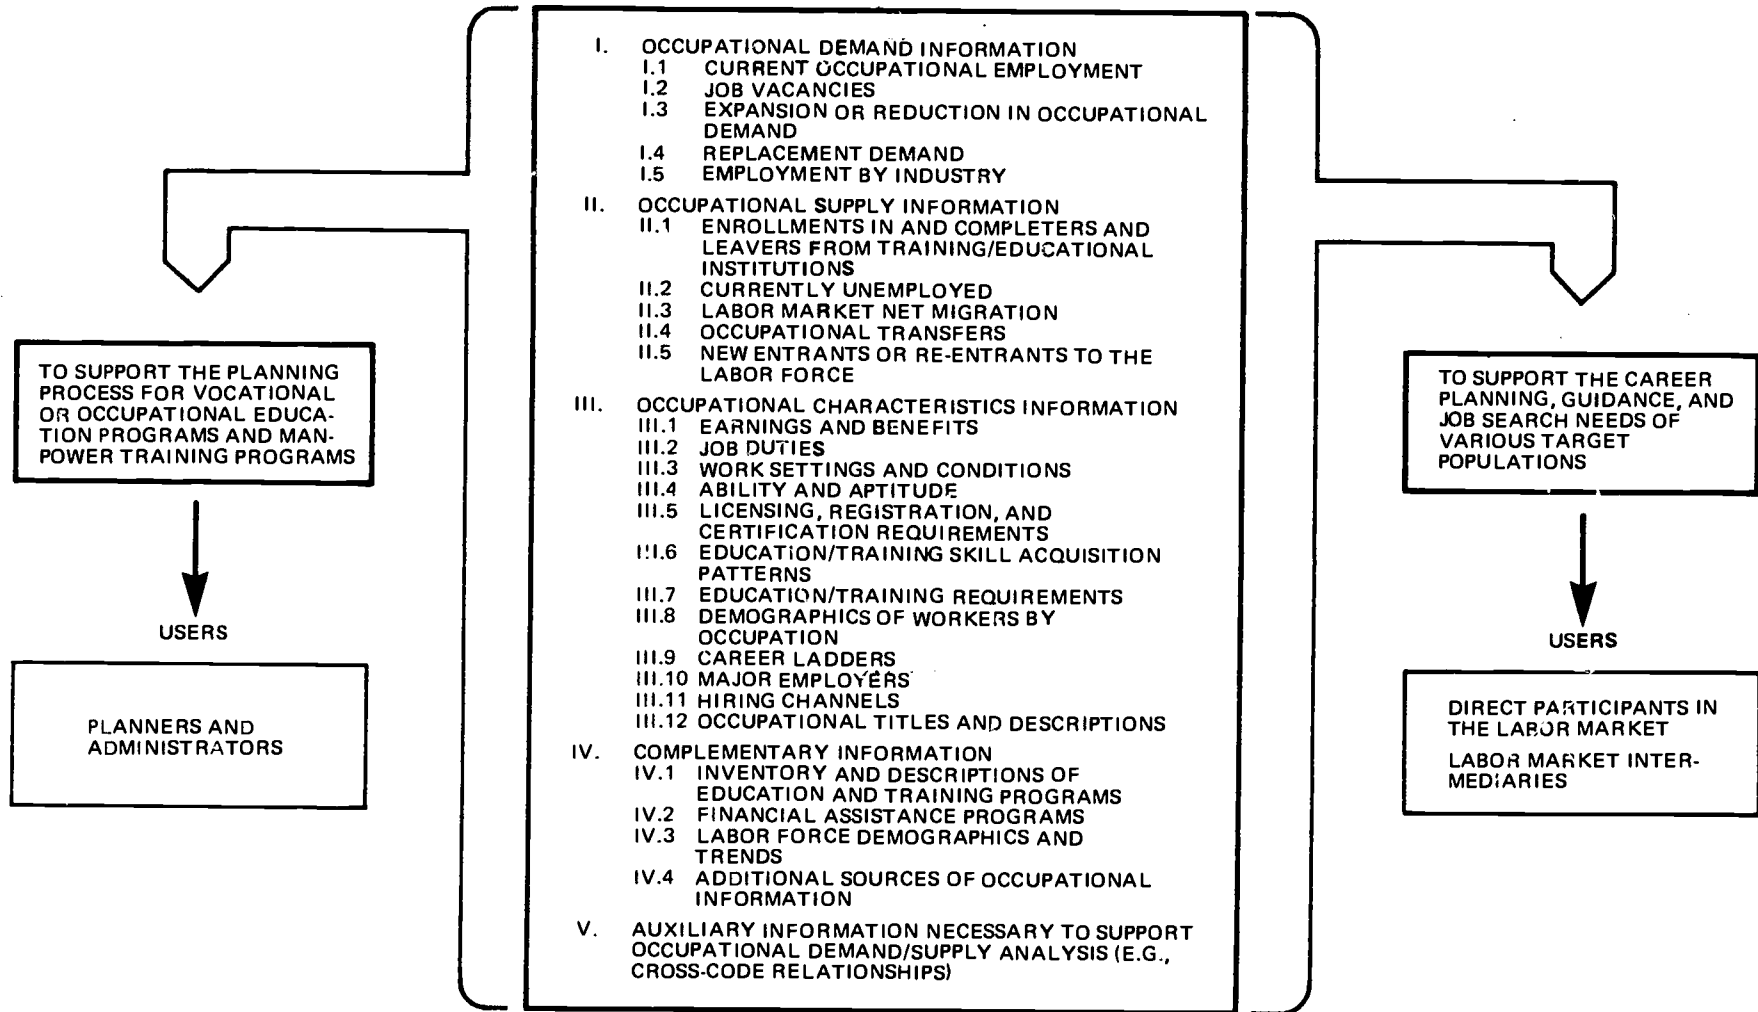 I. OCCUPATIONAL DEMAND INFORMATION
I.1 CURRENT OCCUPATIONAL EMPLOYMENT
I.2 JOB VACANCIES
I.3 EXPANSION OR REDUCTION IN OCCUPATIONAL
DEMAND
I.4 REPLACEMENT DEMAND
I.5 EMPLOYMENT BY INDUSTRY
II. OCCUPATIONAL SUPPLY INFORMATION
II.1 ENROLLMENTS IN AND COMPLETERS AND
LEAVERS FROM TRAINING/EDUCATIONAL
INSTITUTIONS
II.2 CURRENTLY UNEMPLOYED
II.3 LABOR MARKET NET MIGRATION
II.4 OCCUPATIONAL TRANSFERS
II.5 NEW ENTRANTS OR RE-ENTRANTS TO THE
LABOR FORCE
III. OCCUPATIONAL CHARACTERISTICS INFORMATION
III.1 EARNINGS AND BENEFITS
III.2 JOB DUTIES
III.3 WORK SETTINGS AND CONDITIONS
III.4 ABILITY AND APTITUDE
III.5 LICENSING, REGISTRATION, AND
CERTIFICATION REQUIREMENTS
III.6 EDUCATION/TRAINING SKILL ACQUISITION
PATTERNS
III.7 EDUCATION/TRAINING REQUIREMENTS
III.8 DEMOGRAPHICS OF WORKERS BY
OCCUPATION
III.9 CAREER LADDERS
III.10 MAJOR EMPLOYERS
III.11 HIRING CHANNELS
III.12 OCCUPATIONAL TITLES AND DESCRIPTIONS
IV. COMPLEMENTARY INFORMATION
IV.1 INVENTORY AND DESCRIPTIONS OF
EDUCATION AND TRAINING PROGRAMS
IV.2 FINANCIAL ASSISTANCE PROGRAMS
IV.3 LABOR FORCE DEMOGRAPHICS AND
TRENDS
IV.4 ADDITIONAL SOURCES OF OCCUPATIONAL
INFORMATION
V. AUXILIARY INFORMATION NECESSARY TO SUPPORT
OCCUPATIONAL DEMAND/SUPPLY ANALYSIS (E.G.,
CROSS-CODE RELATIONSHIPS)
TO SUPPORT THE PLANNING
PROCESS FOR VOCATIONAL
OR OCCUPATIONAL EDUCA-
TION PROGRAMS AND MAN-
POWER TRAINING PROGRAMS
USERS
PLANNERS AND
ADMINISTRATORS
TO SUPPORT THE CAREER
PLANNING, GUIDANCE, AND
JOB SEARCH NEEDS OF
VARIOUS TARGET
POPULATIONS
USERS
DIRECT PARTICIPANTS IN
THE LABOR MARKET
LABOR MARKET INTER-
MEDIARIES